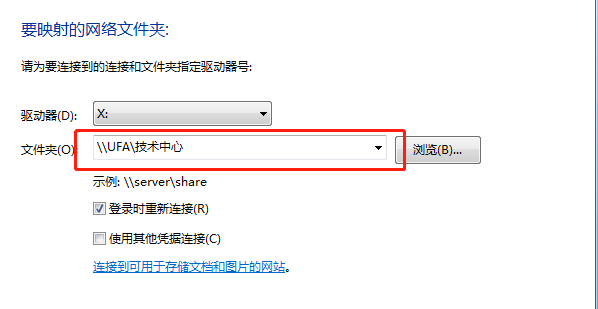 要映射的网络文件夹:
请为要连接到的连接和文件夹指定驱动器号:
驱动器(D): X:
文件夹(O): \\UFA\技术中心 浏览(B)...
示例: \\server\share
登录时重新连接(R)
使用其他凭据连接(C)
连接到可用于存储文档和图片的网站。